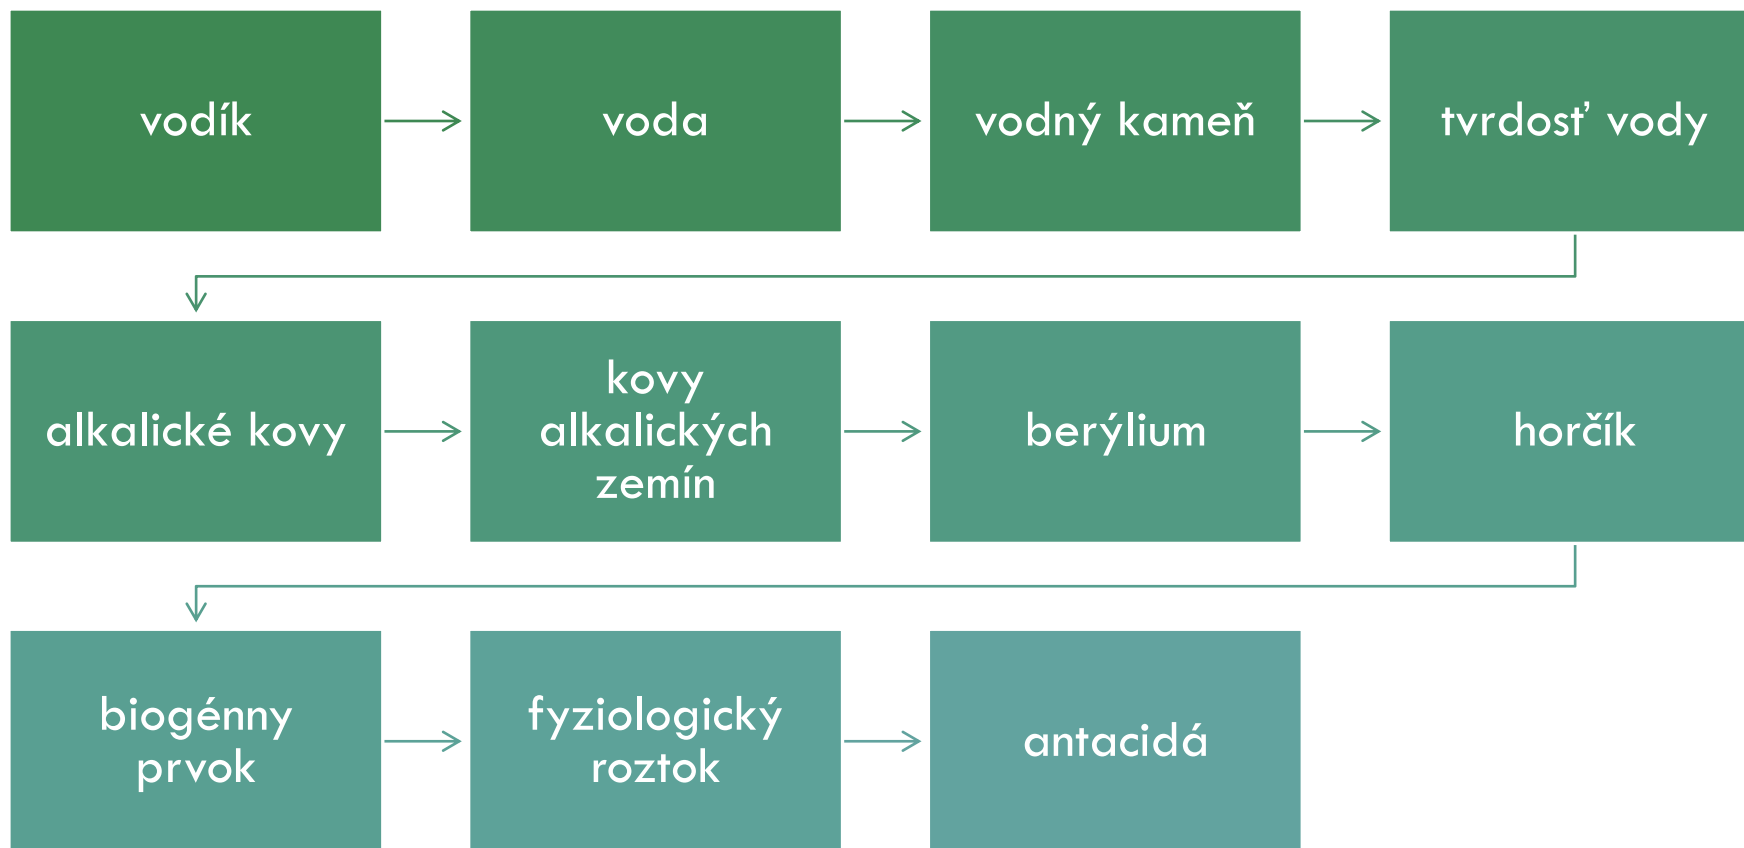 vodík
voda
vodný kameň
tvrdosť vody
alkalické kovy
kovy
alkalických
zemín
berýlium
horčík
biogénny
prvok
fyziologický
roztok
antacidá